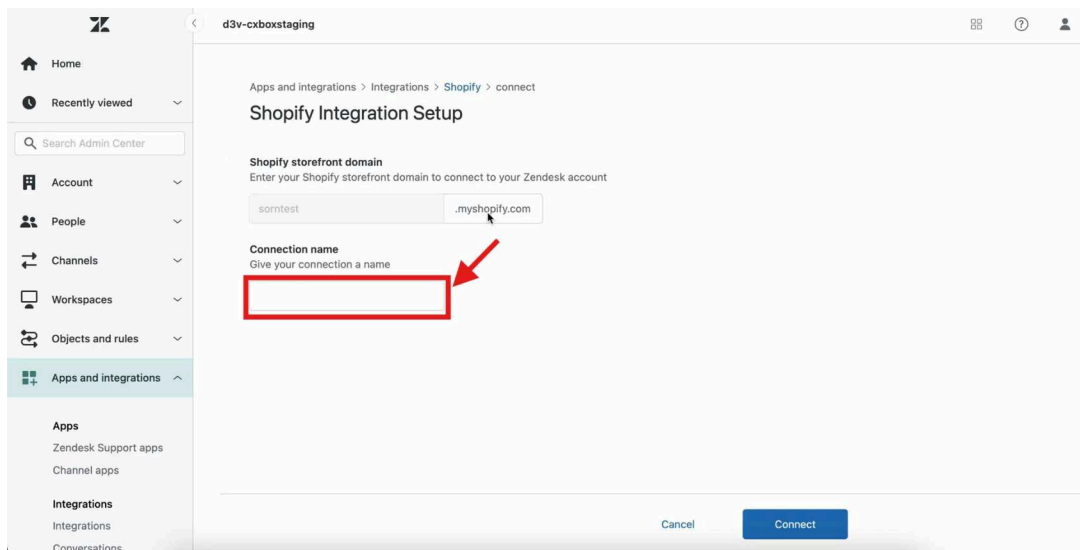 d3v-cxboxstaging
Home
Recently viewed
Search Admin Center
Account
People
Channels
Workspaces
Objects and rules
Apps and integrations
Apps
Zendesk Support apps
Channel apps
Integrations
Integrations
Conversations
Apps and integrations > Integrations > Shopify > connect
Shopify Integration Setup
Shopify storefront domain
Enter your Shopify storefront domain to connect to your Zendesk account
sorntest .myshopify.com
Connection name
Give your connection a name
Cancel Connect